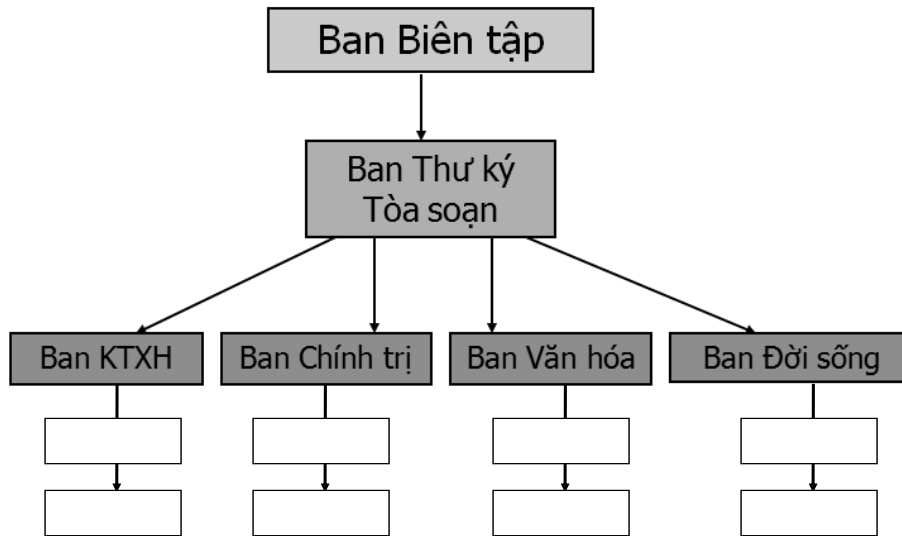 Ban Biên tập
Ban Thư ký
Tòa soạn
Ban KTXH
Ban Chính trị
Ban Văn hóa
Ban Đời sống